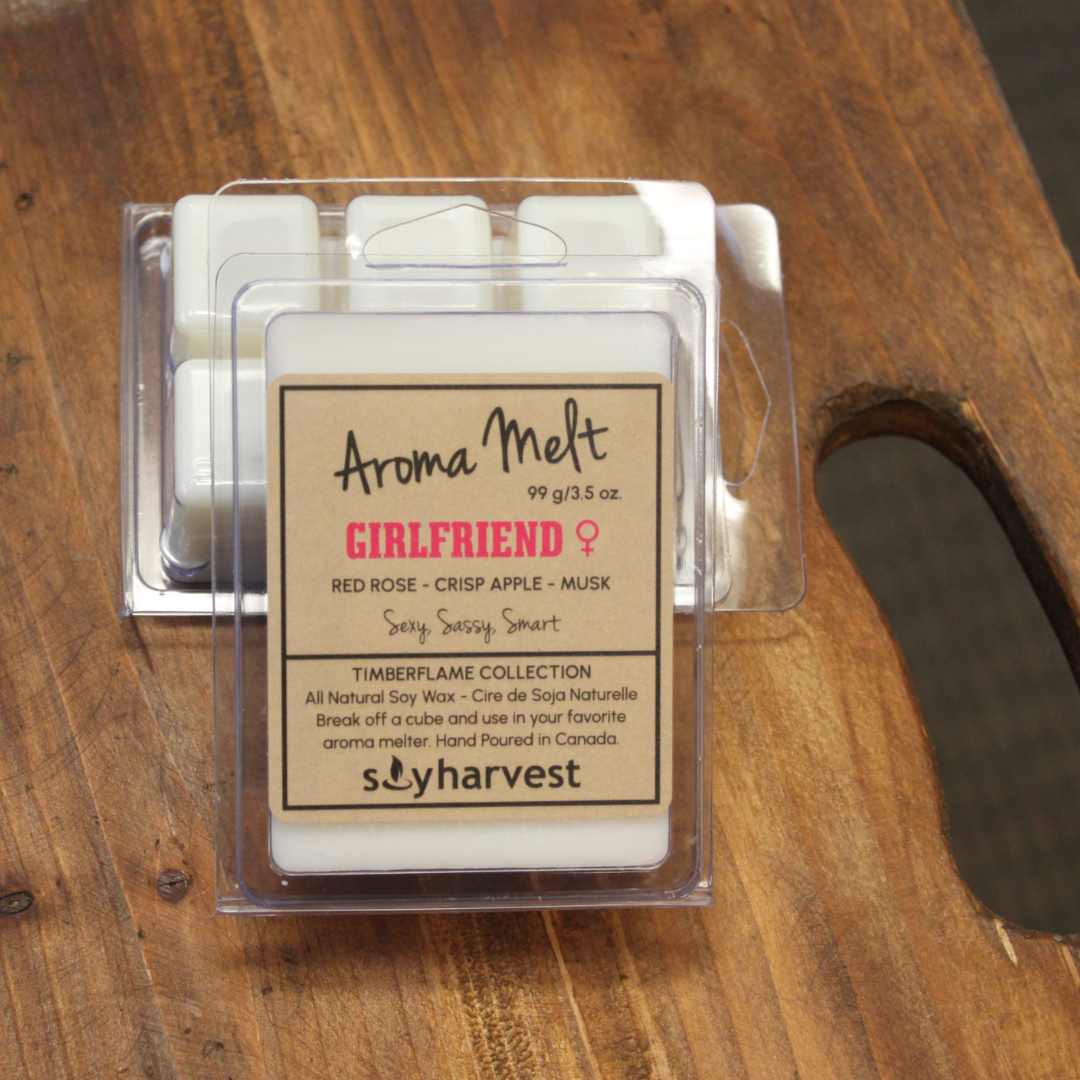 Aroma Melt
99 g/3.5 oz.
GIRLFRIEND ♀
RED ROSE - CRISP APPLE - MUSK
Sexy, Sassy, Smart
TIMBERFLAME COLLECTION
All Natural Soy Wax - Cire de Soja Naturelle
Break off a cube and use in your favorite
aroma melter. Hand Poured in Canada.
soyharvest